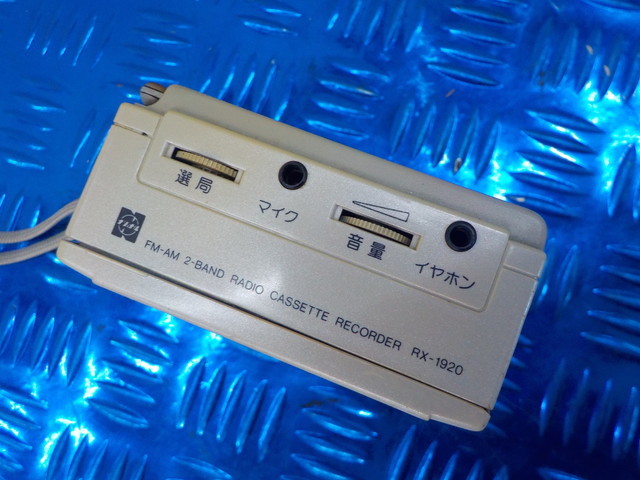 選局
マイク
音量
イヤホン
FM-AM 2-BAND RADIO CASSETTE RECORDER RX-1920